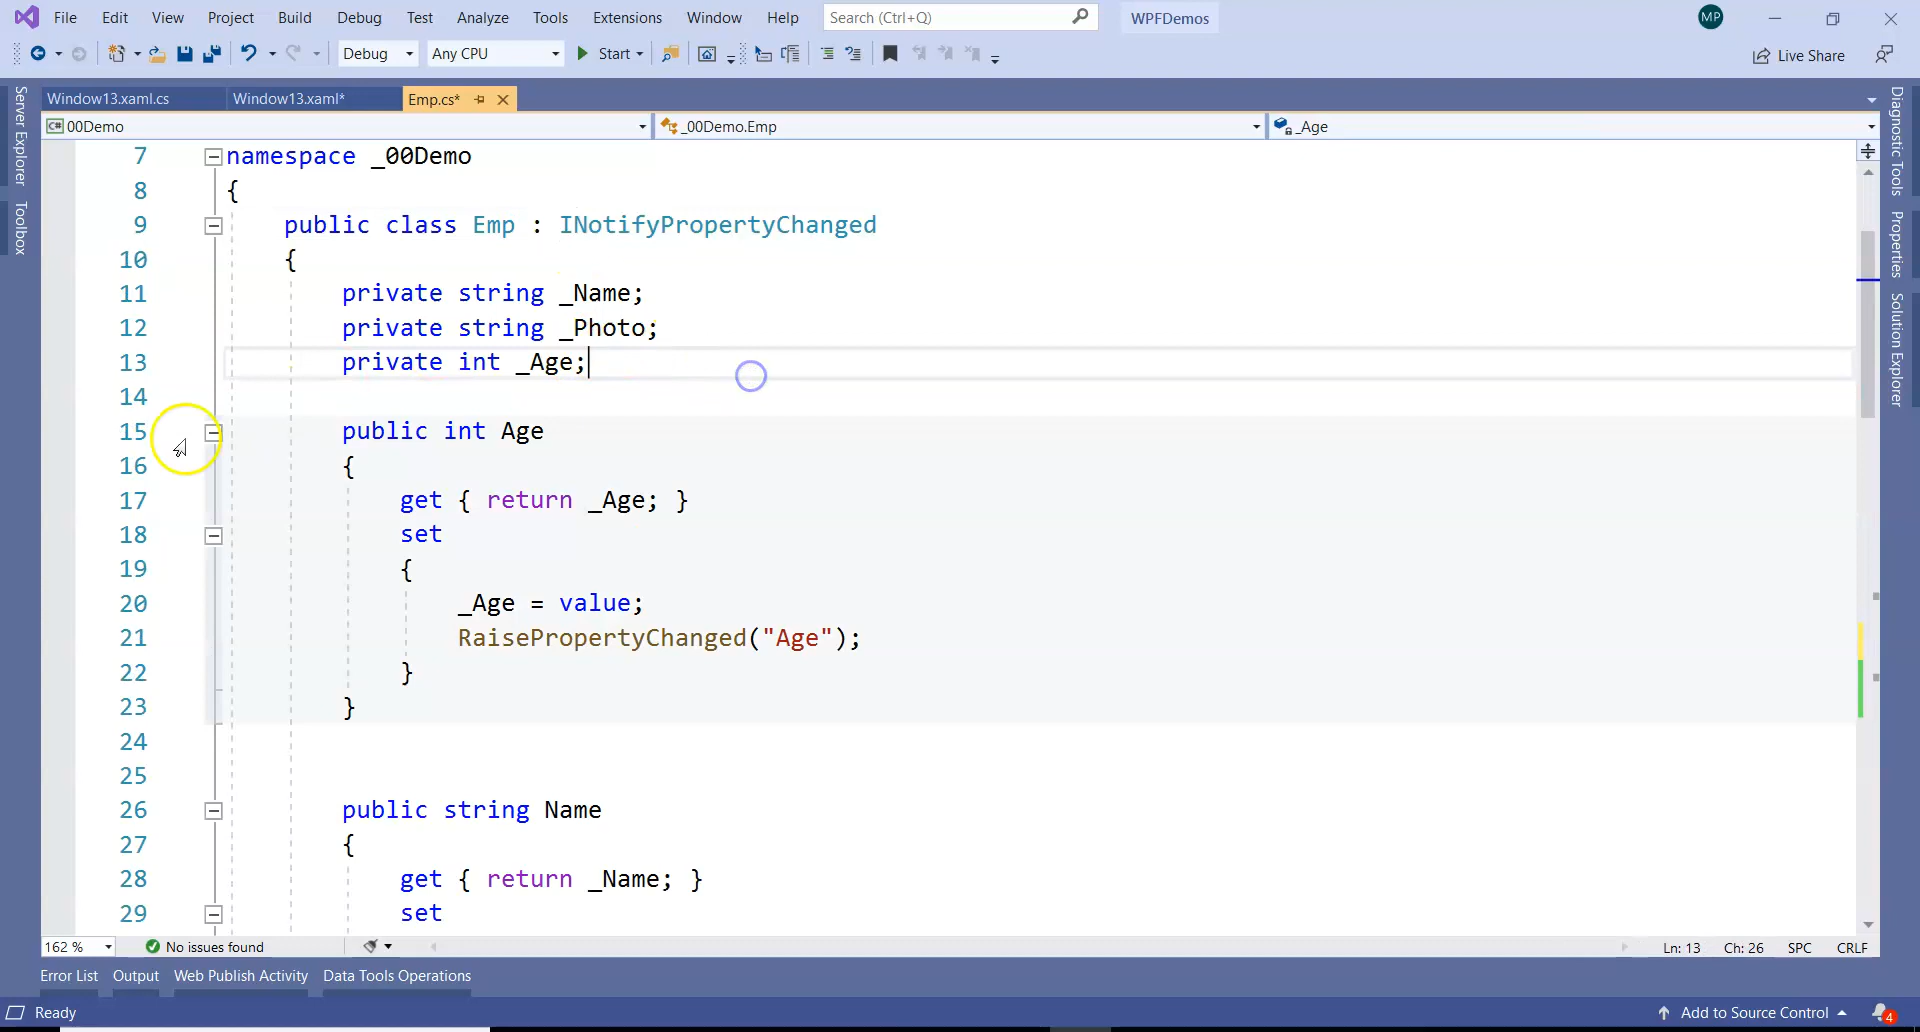 File Edit View Project Build Debug Test Analyze Tools Extensions Window Help Search (Ctrl+Q) WPFDemos MP
Debug Any CPU Start Live Share
Server Explorer
Toolbox
Window13.xaml.cs Window13.xaml* Emp.cs*
C# 00Demo _00Demo.Emp _Age
7 namespace _00Demo
8 {
9 public class Emp : INotifyPropertyChanged
10 {
11 private string _Name;
12 private string _Photo;
13 private int _Age;
14
15 public int Age
16 {
17 get { return _Age; }
18 set
19 {
20 _Age = value;
21 RaisePropertyChanged("Age");
22 }
23 }
24
25
26 public string Name
27 {
28 get { return _Name; }
29 set
Diagnostic Tools
Properties
Solution Explorer
162 % No issues found Ln: 13 Ch: 26 SPC CRLF
Error List Output Web Publish Activity Data Tools Operations
Ready Add to Source Control 4